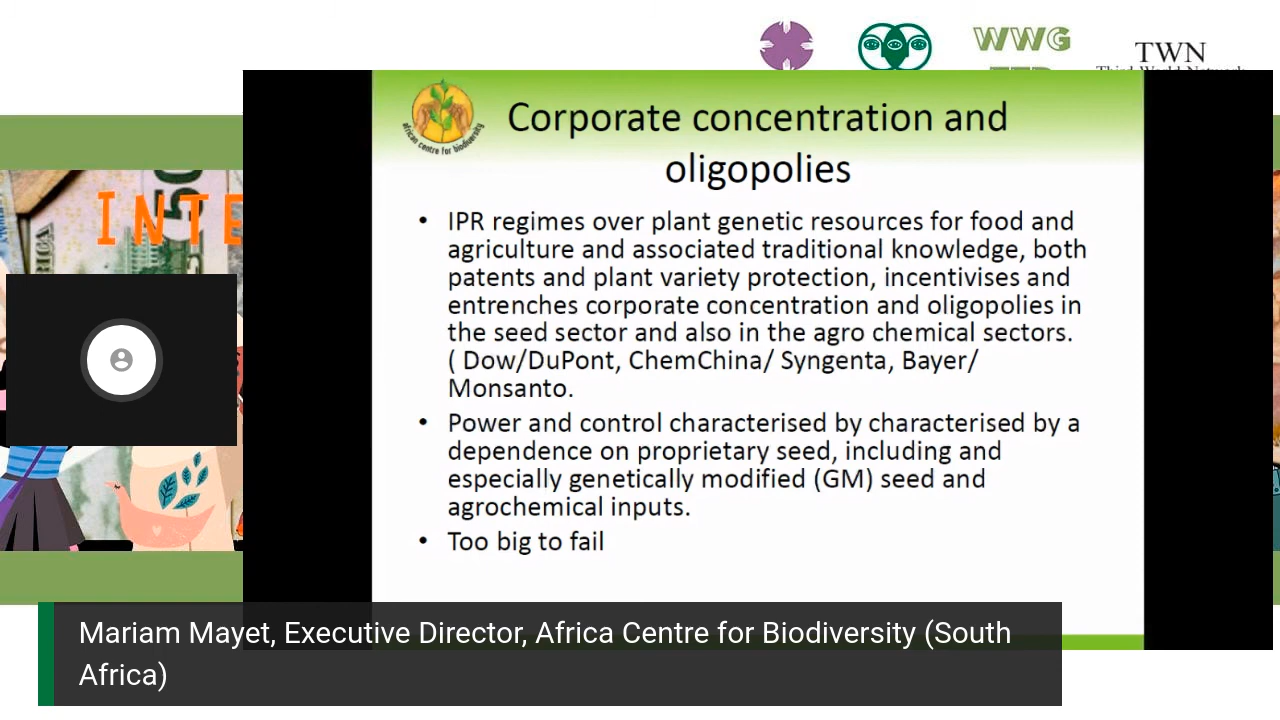 WWG
TWN
african centre for biodiversity
Corporate concentration and
oligopolies
INTE
• IPR regimes over plant genetic resources for food and
agriculture and associated traditional knowledge, both
patents and plant variety protection, incentivises and
entrenches corporate concentration and oligopolies in
the seed sector and also in the agro chemical sectors.
( Dow/DuPont, ChemChina/ Syngenta, Bayer/
Monsanto.
• Power and control characterised by characterised by a
dependence on proprietary seed, including and
especially genetically modified (GM) seed and
agrochemical inputs.
• Too big to fail
Mariam Mayet, Executive Director, Africa Centre for Biodiversity (South
Africa)